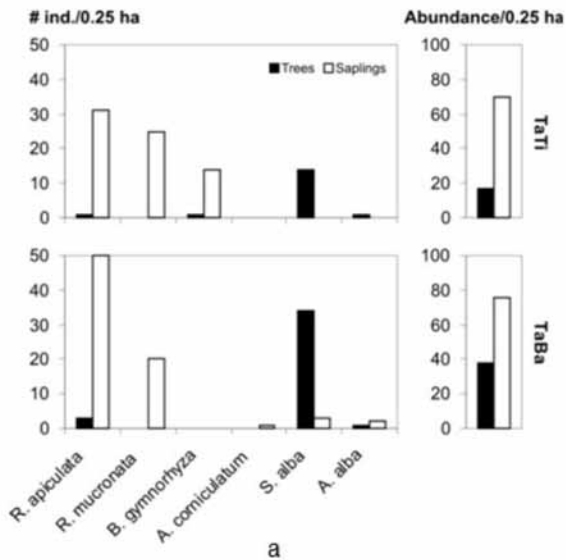 # ind./0.25 ha
Abundance/0.25 ha
50
40
30
20
10
0
Trees
Saplings
100
80
60
40
20
0
TaTi
50
40
30
20
10
0
100
80
60
40
20
0
TaBa
R. apiculata
R. mucronata
B. gymnorhyza
A. corniculatum
S. alba
A. alba
a